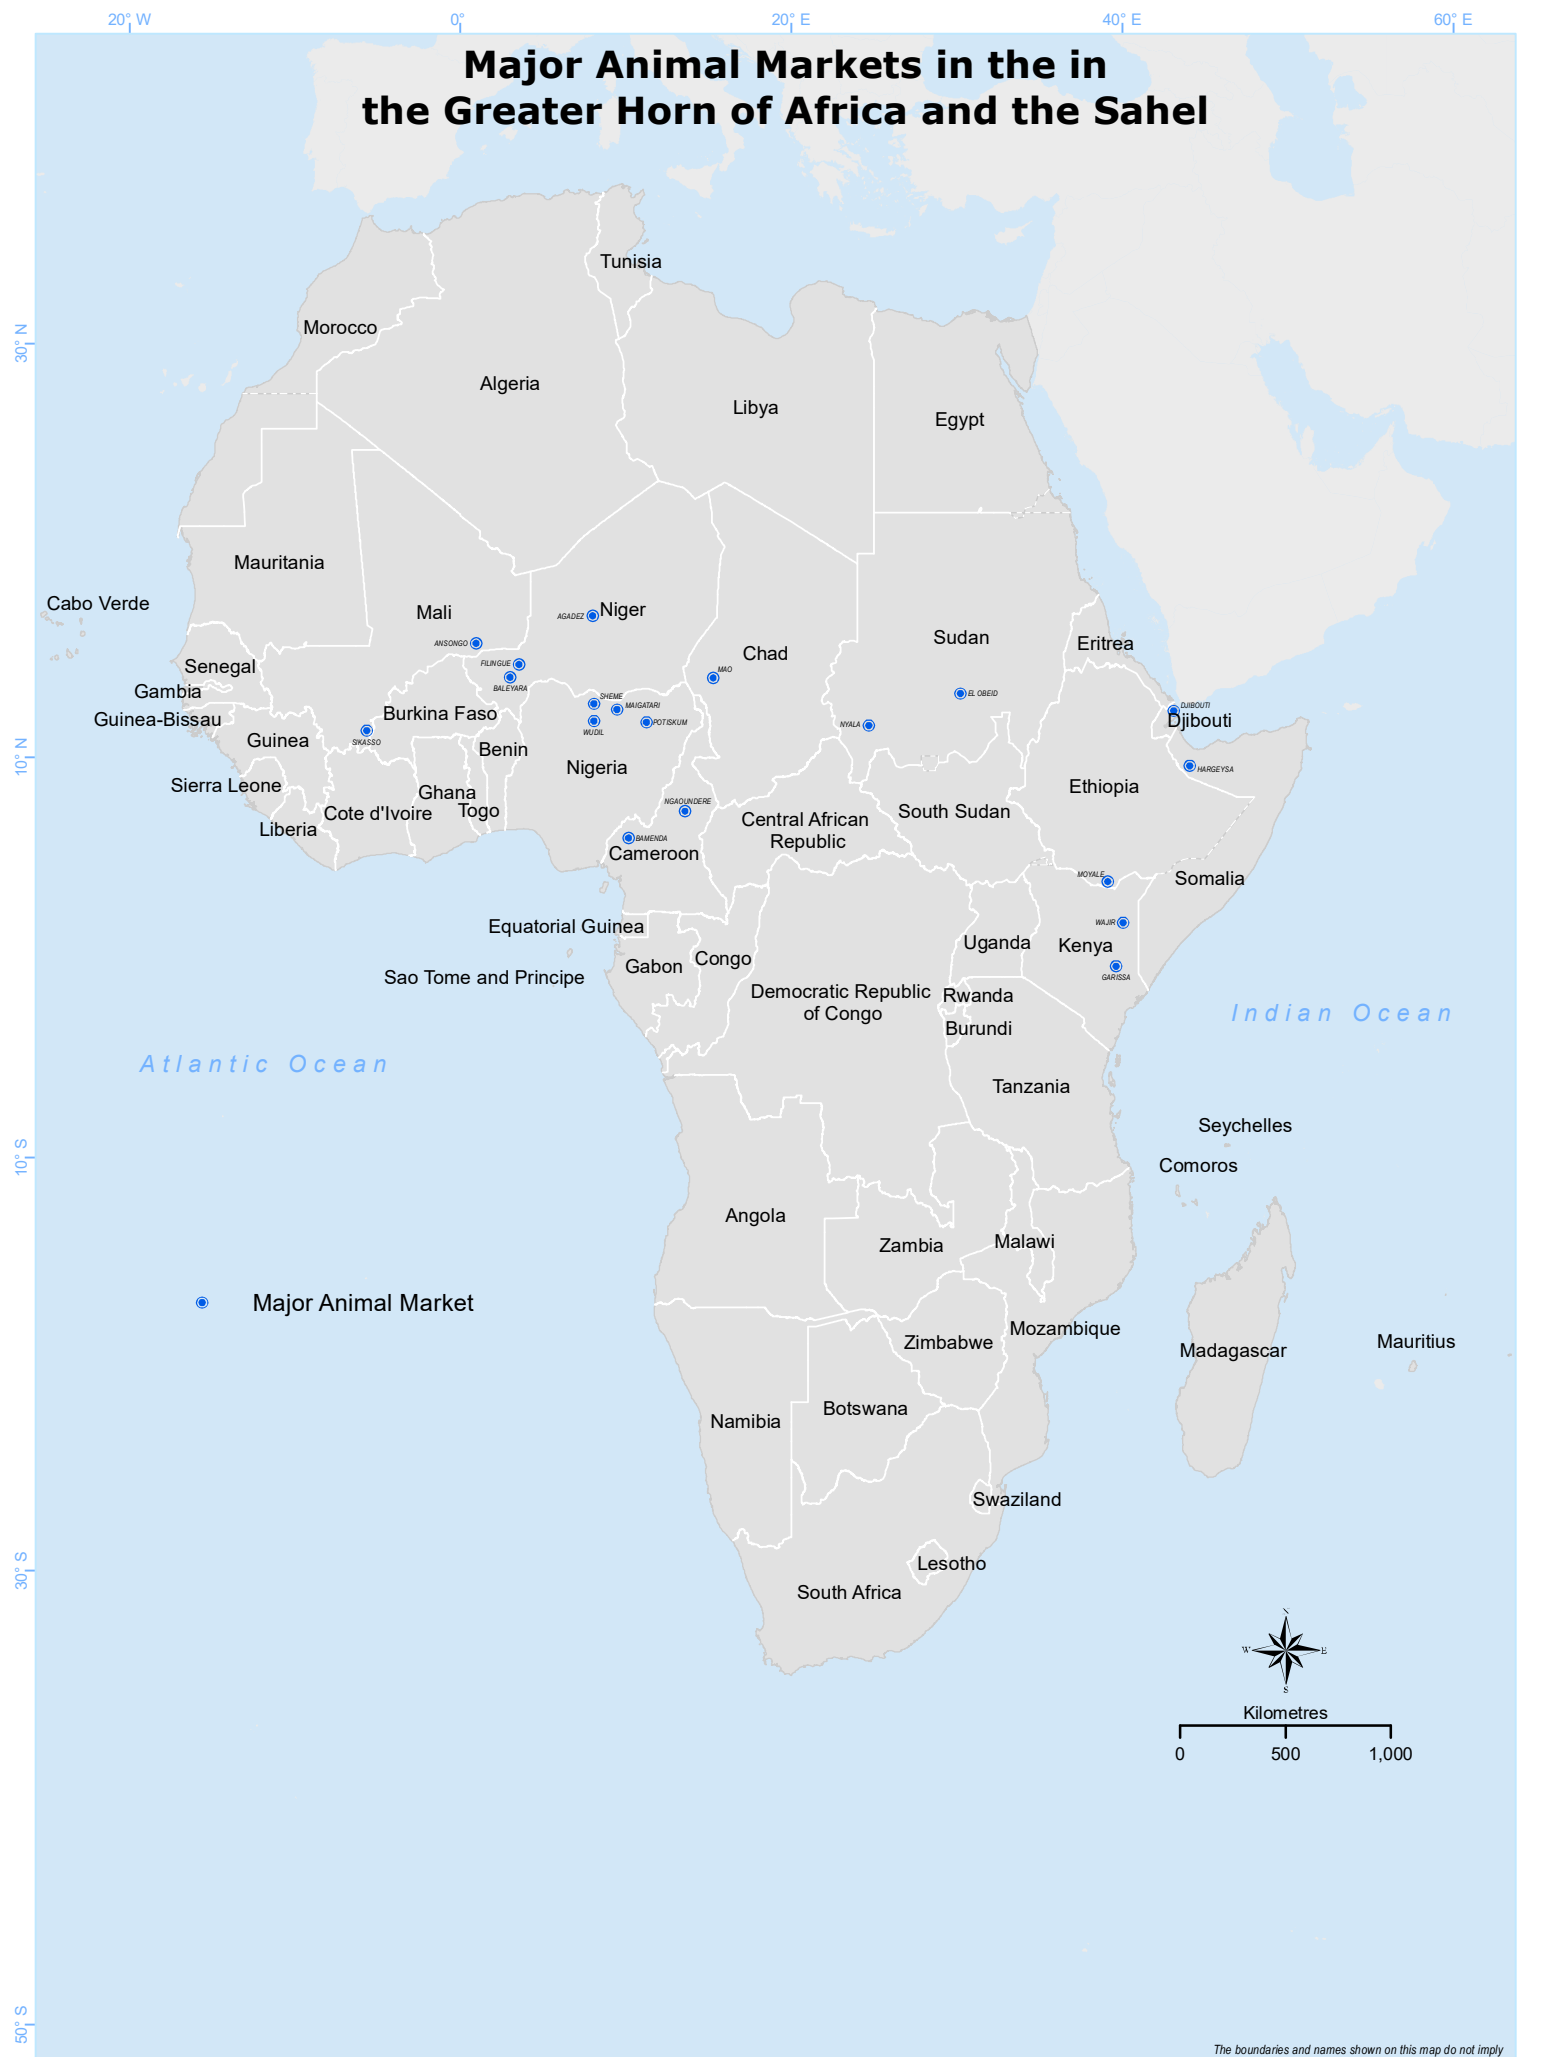 20° W
0°
20° E
40° E
60° E
Major Animal Markets in the in
the Greater Horn of Africa and the Sahel
30° N
10° N
10° S
30° S
50° S
Tunisia
Morocco
Algeria
Libya
Egypt
Mauritania
Cabo Verde
Mali
AGADEZ
Niger
ANSONGO
Sudan
Eritrea
Chad
Senegal
FILINGUE
MAO
BALEYARA
Gambia
SHEME
EL OBEID
MAIGATARI
DJIBOUTI
Burkina Faso
Guinea-Bissau
Djibouti
POTISKUM
NYALA
WUDIL
SIKASSO
Guinea
Benin
Nigeria
HARGEYSA
Sierra Leone
Ethiopia
Ghana
NGAOUNDERE
Togo
South Sudan
Cote d'Ivoire
Central African
Republic
Liberia
BAMENDA
Cameroon
MOYALE
Somalia
WAJIR
Equatorial Guinea
Uganda
Kenya
Congo
Gabon
GARISSA
Sao Tome and Principe
Democratic Republic
of Congo
Rwanda
Indian Ocean
Burundi
Atlantic Ocean
Tanzania
Seychelles
Comoros
Angola
Malawi
Zambia
Major Animal Market
Mozambique
Zimbabwe
Mauritius
Madagascar
Botswana
Namibia
Swaziland
Lesotho
South Africa
N
W
E
S
Kilometres
0
500
1,000
The boundaries and names shown on this map do not imply